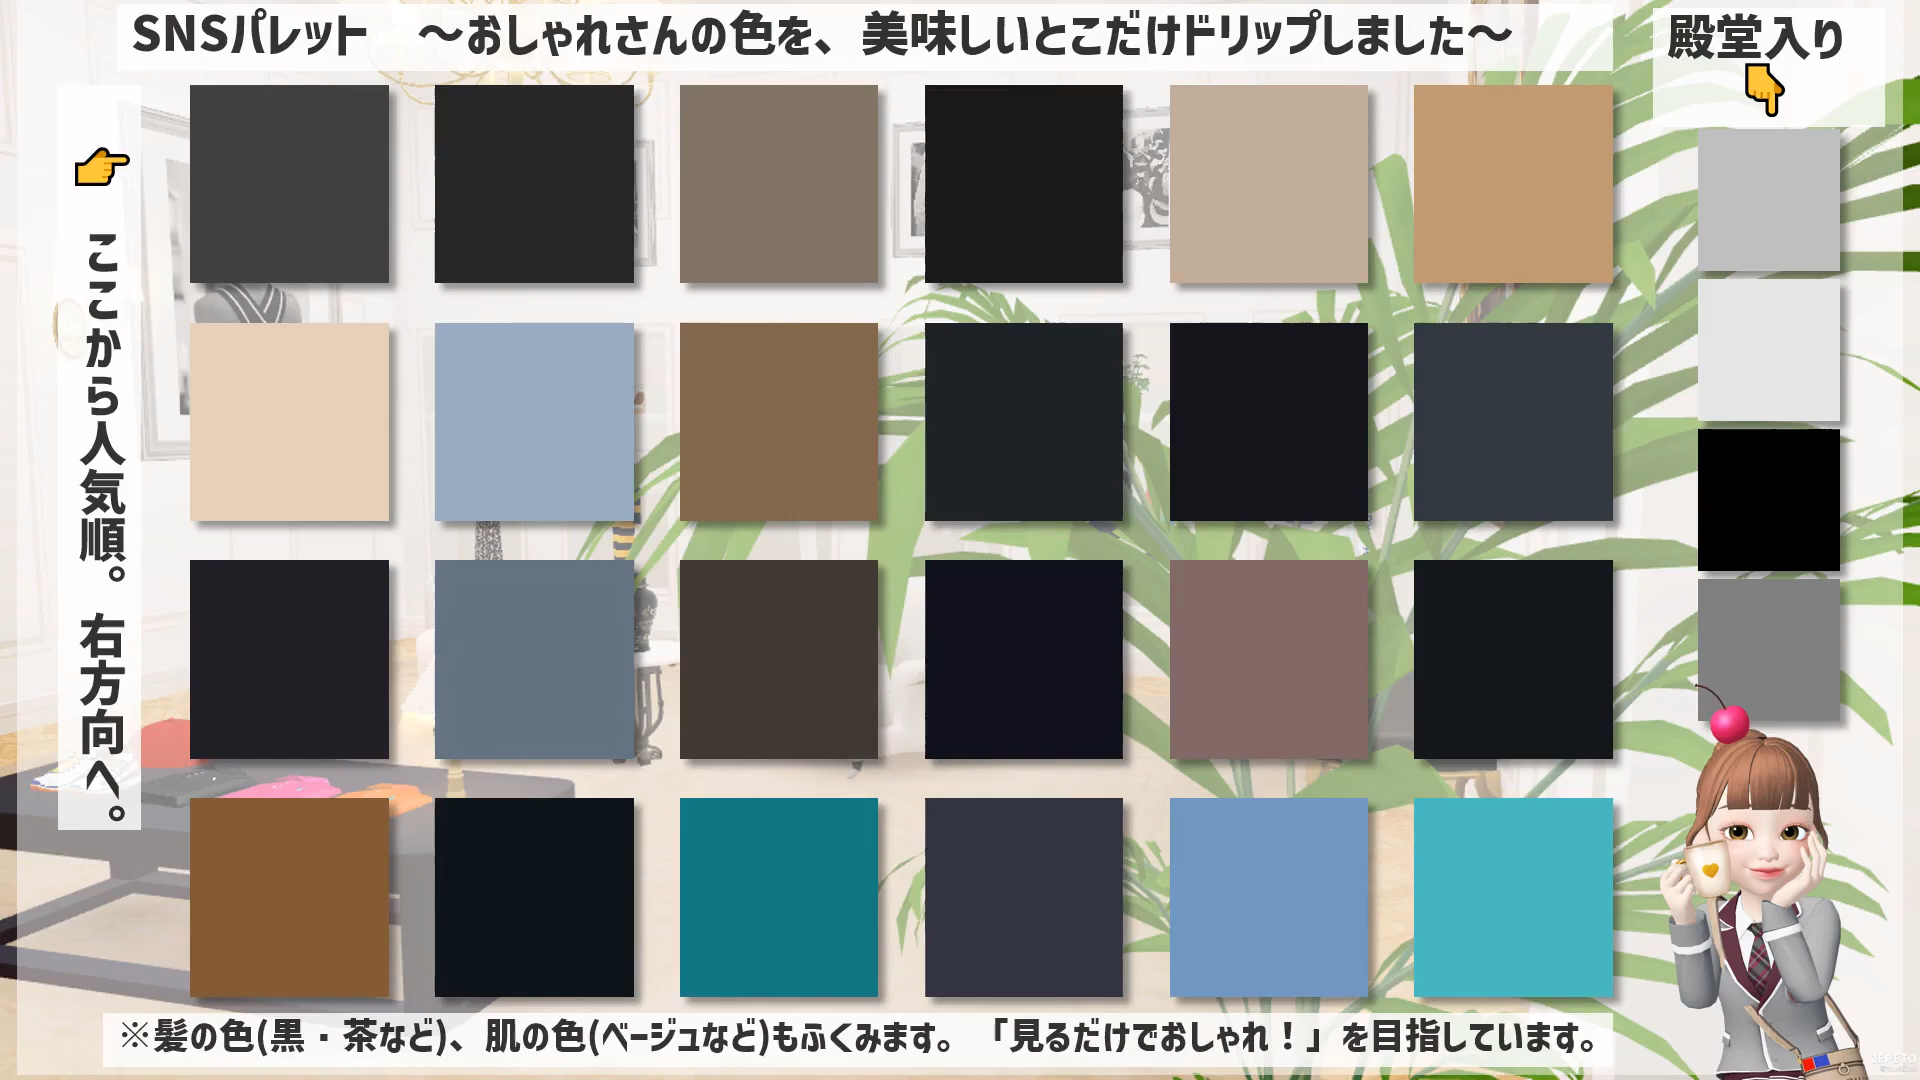 SNSパレット　～おしゃれさんの色を、美味しいとこだけドリップしました～
殿堂入り
👇
👉　ここから人気順。右方向へ。
※髪の色(黒・茶など)、肌の色(ベージュなど)もふくみます。「見るだけでおしゃれ！」を目指しています。
ZEPETO